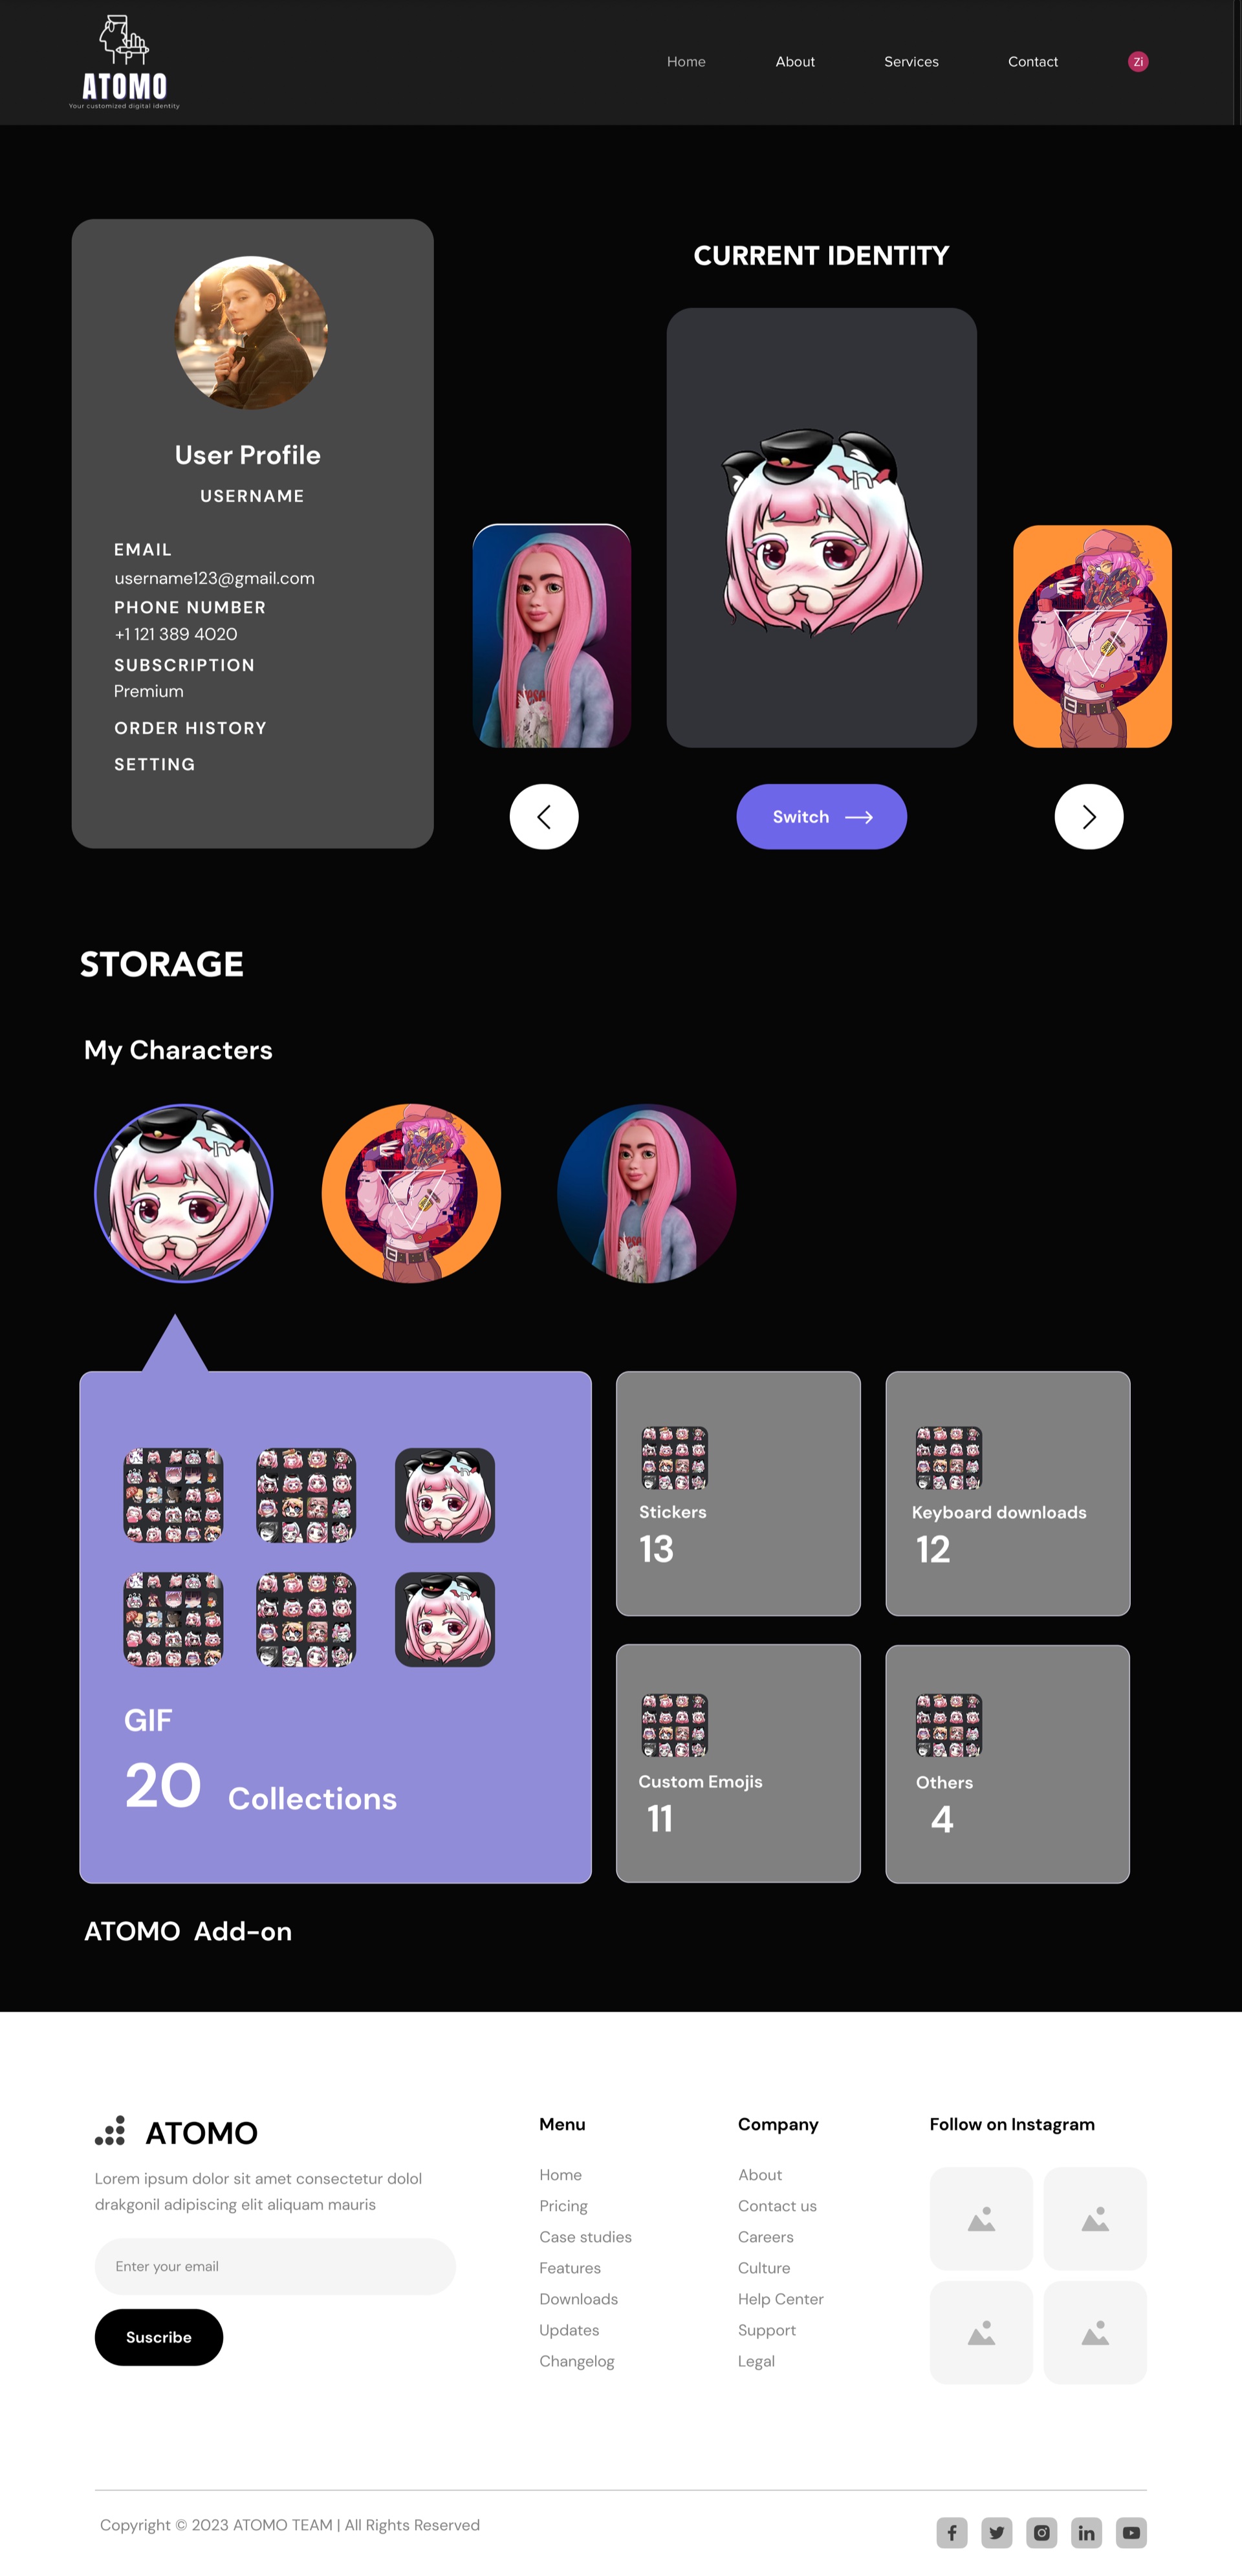 ATOMO
Your customized digital identity
Home
About
Services
Contact
Zi
CURRENT IDENTITY
User Profile
USERNAME
EMAIL
username123@gmail.com
PHONE NUMBER
+1 121 389 4020
SUBSCRIPTION
Premium
ORDER HISTORY
SETTING
Switch
STORAGE
My Characters
GIF
20 Collections
Stickers
13
Keyboard downloads
12
Custom Emojis
11
Others
4
ATOMO Add-on
ATOMO
Lorem ipsum dolor sit amet consectetur dolol
drakgonil adipiscing elit aliquam mauris
Enter your email
Suscribe
Menu
Home
Pricing
Case studies
Features
Downloads
Updates
Changelog
Company
About
Contact us
Careers
Culture
Help Center
Support
Legal
Follow on Instagram
Copyright © 2023 ATOMO TEAM | All Rights Reserved